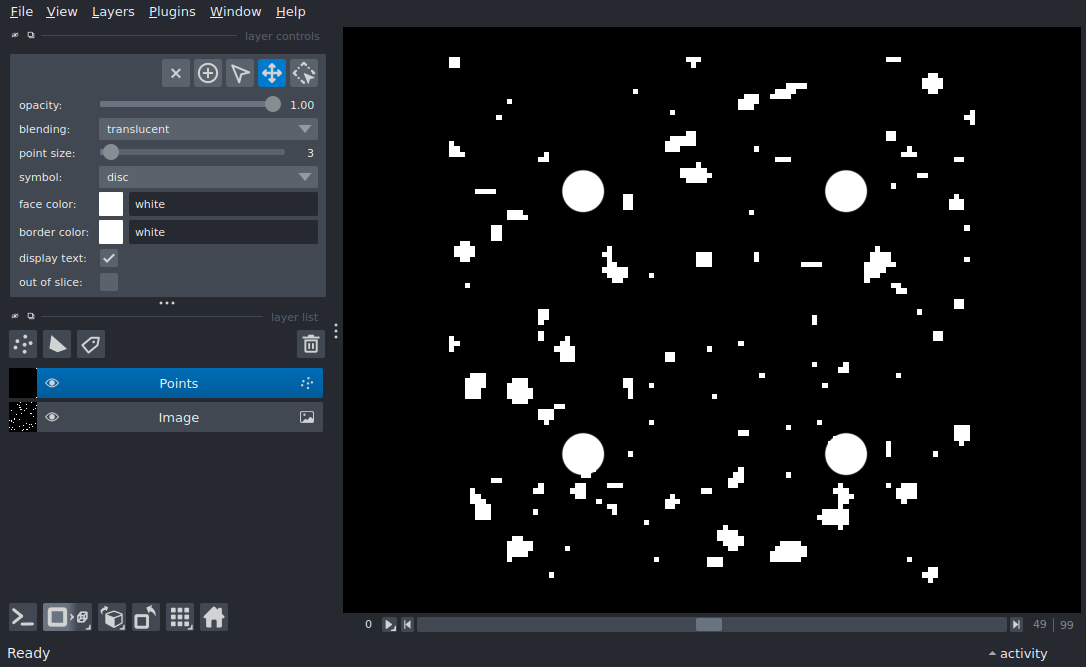 File View Layers Plugins Window Help
layer controls
opacity: 1.00
blending: translucent
point size: 3
symbol: disc
face color: white
border color: white
display text:
out of slice:
layer list
Points
Image
0 49 | 99
Ready activity